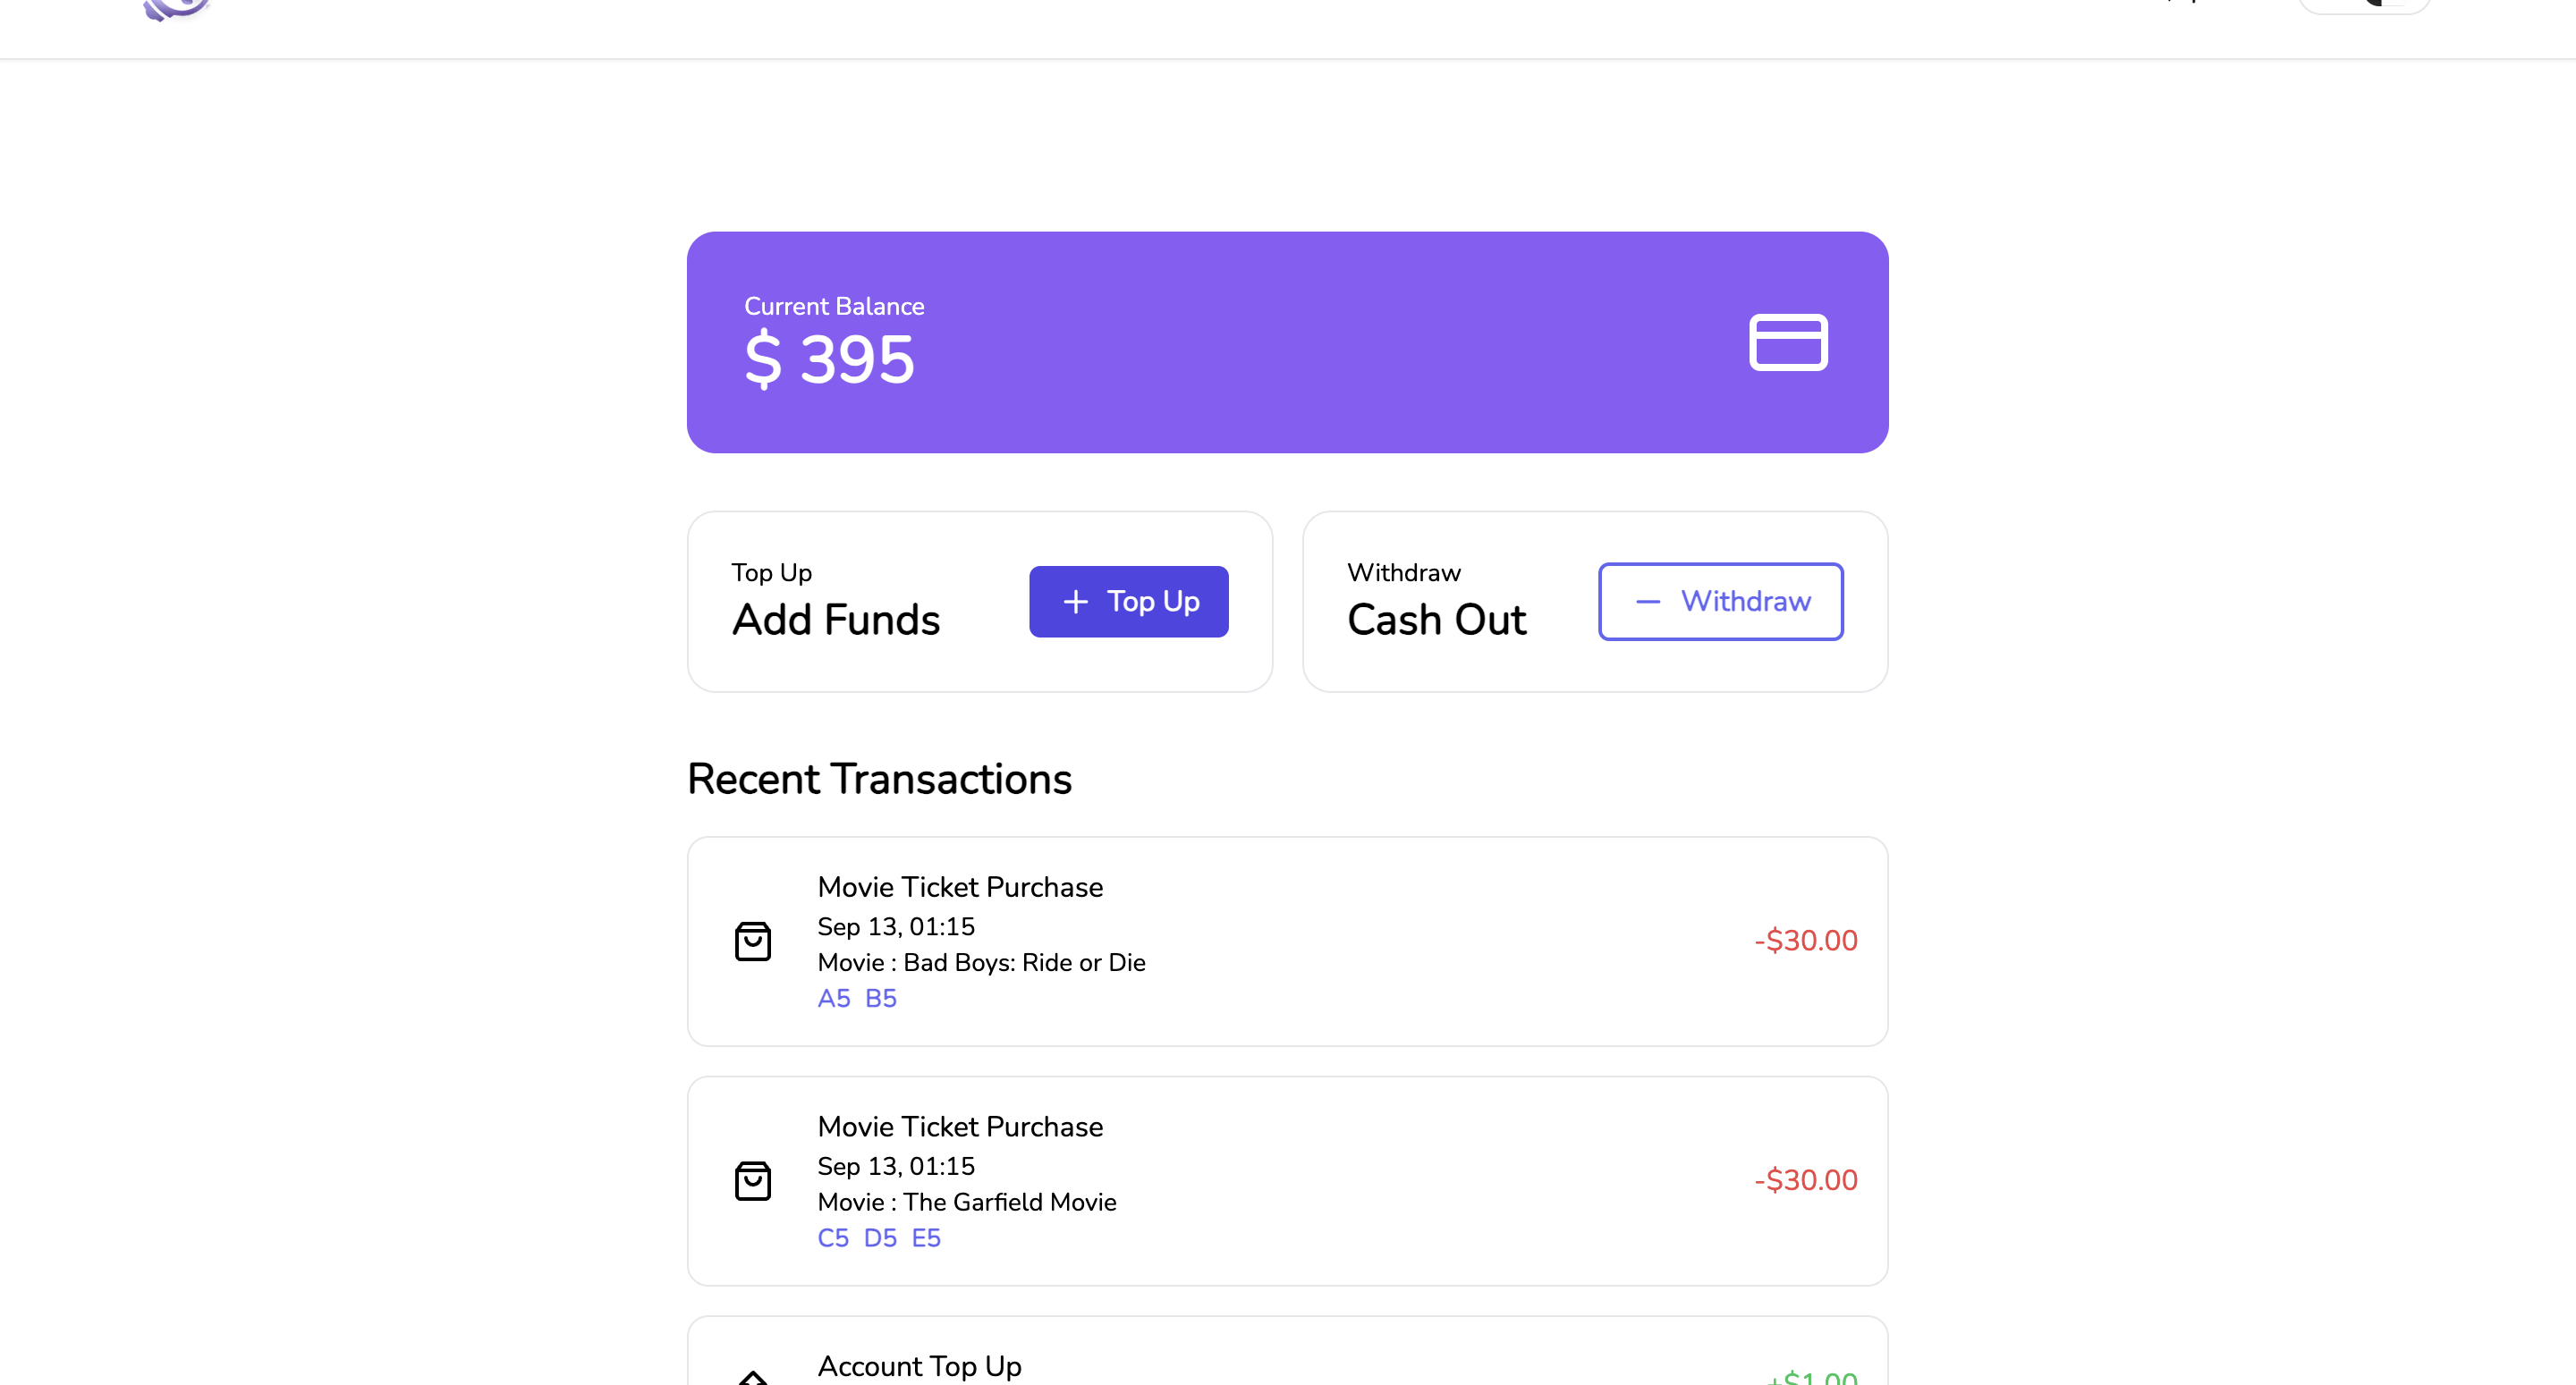 Current Balance
$ 395
Top Up
Add Funds
+ Top Up
Withdraw
Cash Out
− Withdraw
Recent Transactions
Movie Ticket Purchase
Sep 13, 01:15
Movie : Bad Boys: Ride or Die
A5 B5
-$30.00
Movie Ticket Purchase
Sep 13, 01:15
Movie : The Garfield Movie
C5 D5 E5
-$30.00
Account Top Up
+$1.00